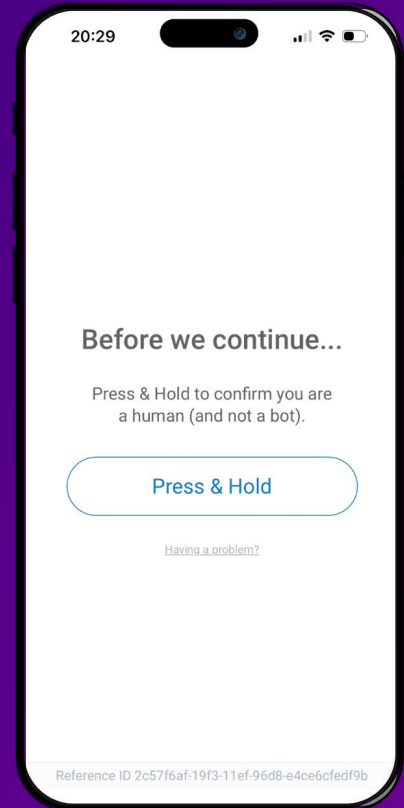 20:29
Before we continue...
Press & Hold to confirm you are
a human (and not a bot).
Press & Hold
Having a problem?
Reference ID 2c57f6af-19f3-11ef-96d8-e4ce6cfedf9b